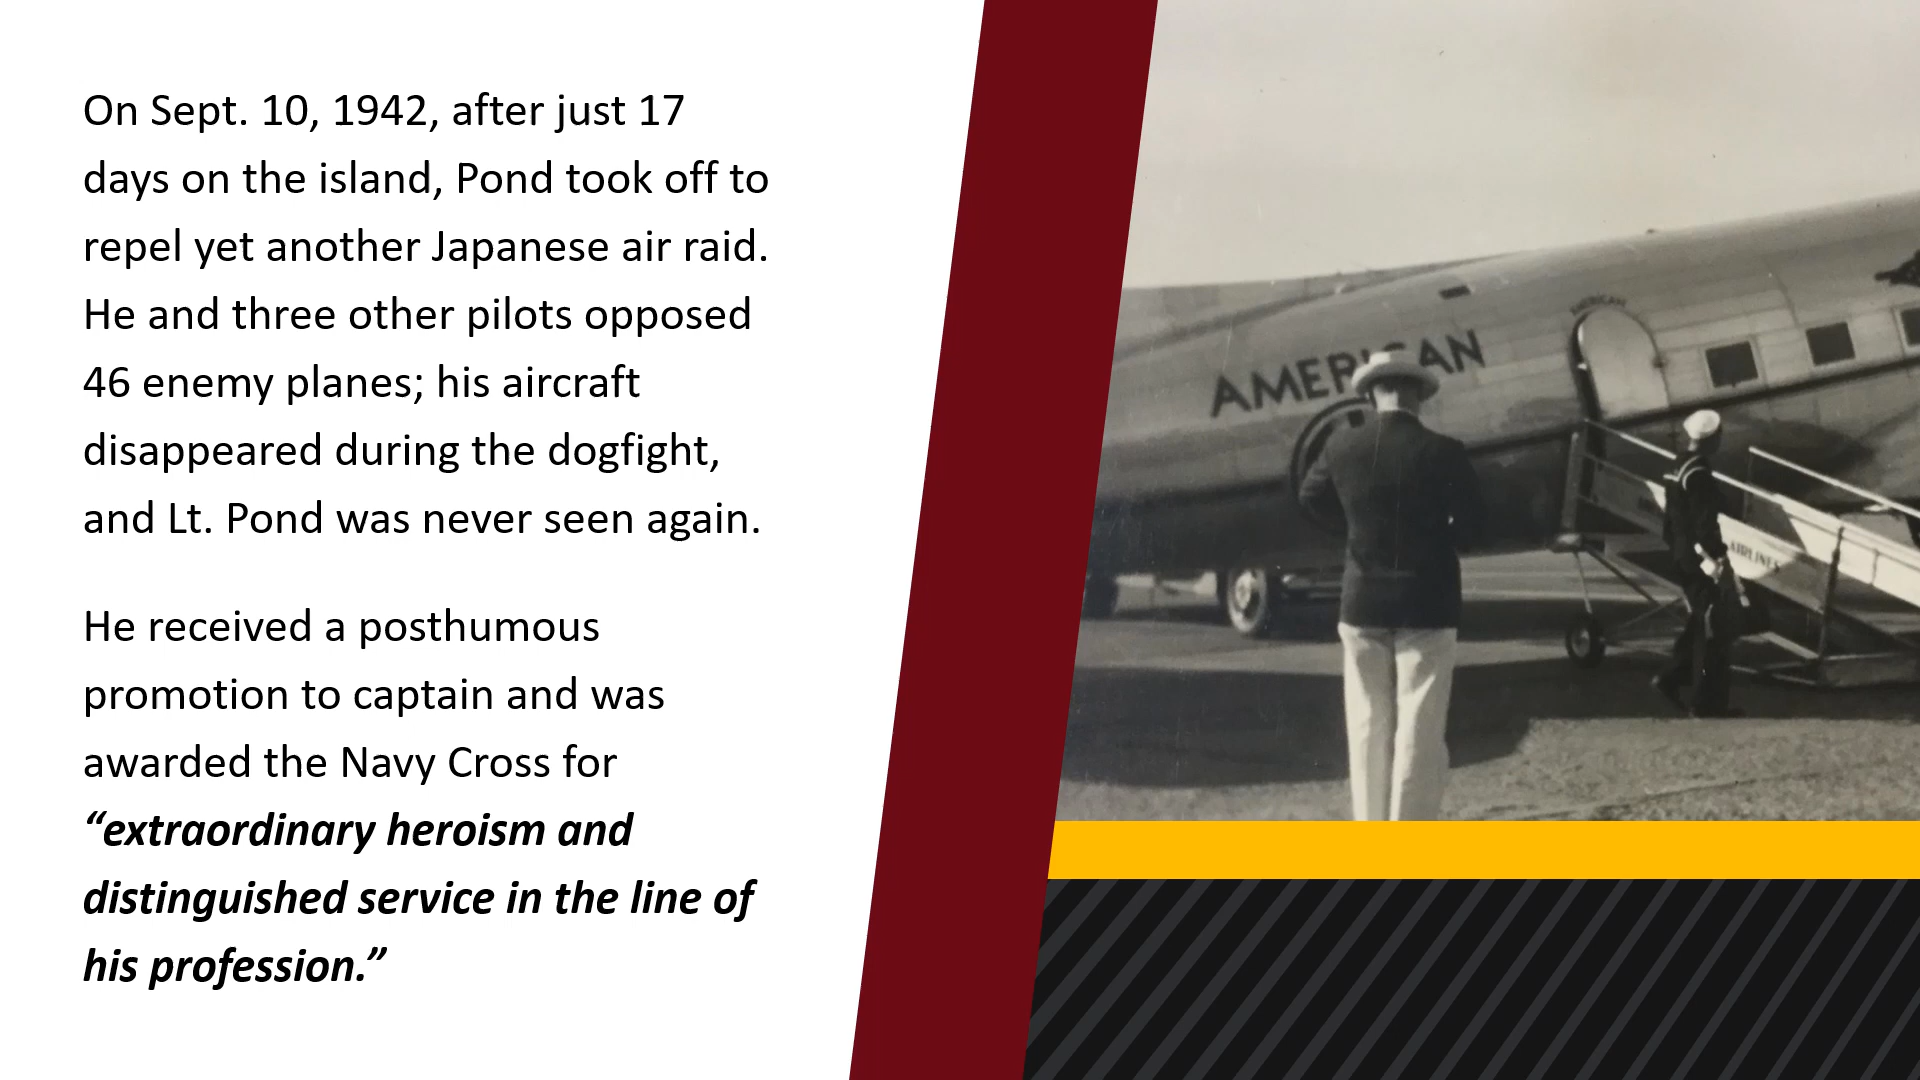 On Sept. 10, 1942, after just 17
days on the island, Pond took off to
repel yet another Japanese air raid.
He and three other pilots opposed
46 enemy planes; his aircraft
disappeared during the dogfight,
and Lt. Pond was never seen again.
He received a posthumous
promotion to captain and was
awarded the Navy Cross for
“extraordinary heroism and
distinguished service in the line of
his profession.”
AMERICAN
AMERICAN
AIRLINES